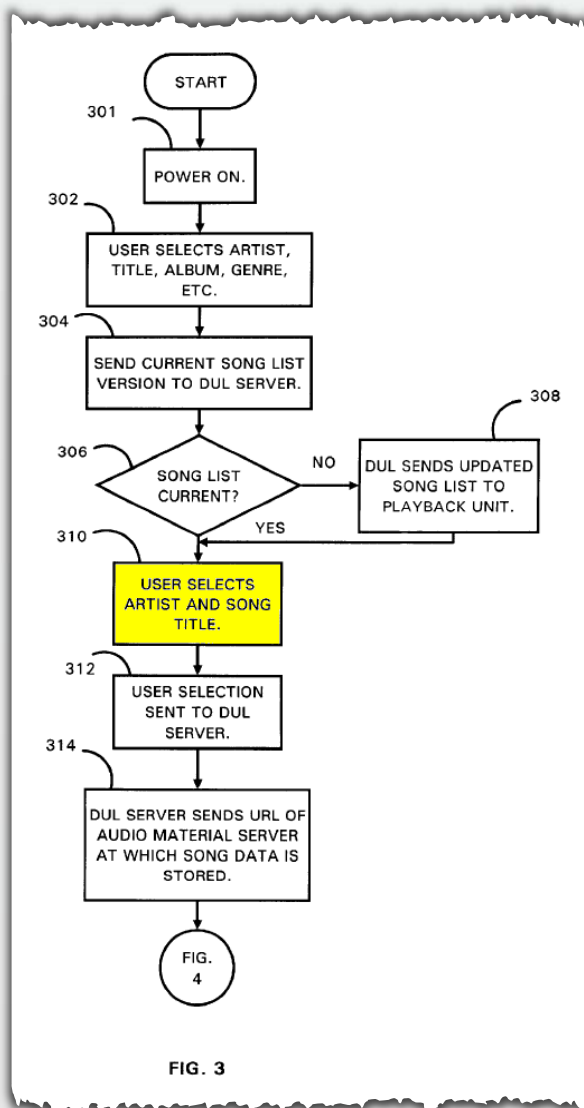 START
301
POWER ON.
302
USER SELECTS ARTIST,
TITLE, ALBUM, GENRE,
ETC.
304
SEND CURRENT SONG LIST
VERSION TO DUL SERVER.
306
SONG LIST
CURRENT?
NO
308
DUL SENDS UPDATED
SONG LIST TO
PLAYBACK UNIT.
YES
310
USER SELECTS
ARTIST AND SONG
TITLE.
312
USER SELECTION
SENT TO DUL
SERVER.
314
DUL SERVER SENDS URL OF
AUDIO MATERIAL SERVER
AT WHICH SONG DATA IS
STORED.
FIG.
4
FIG. 3